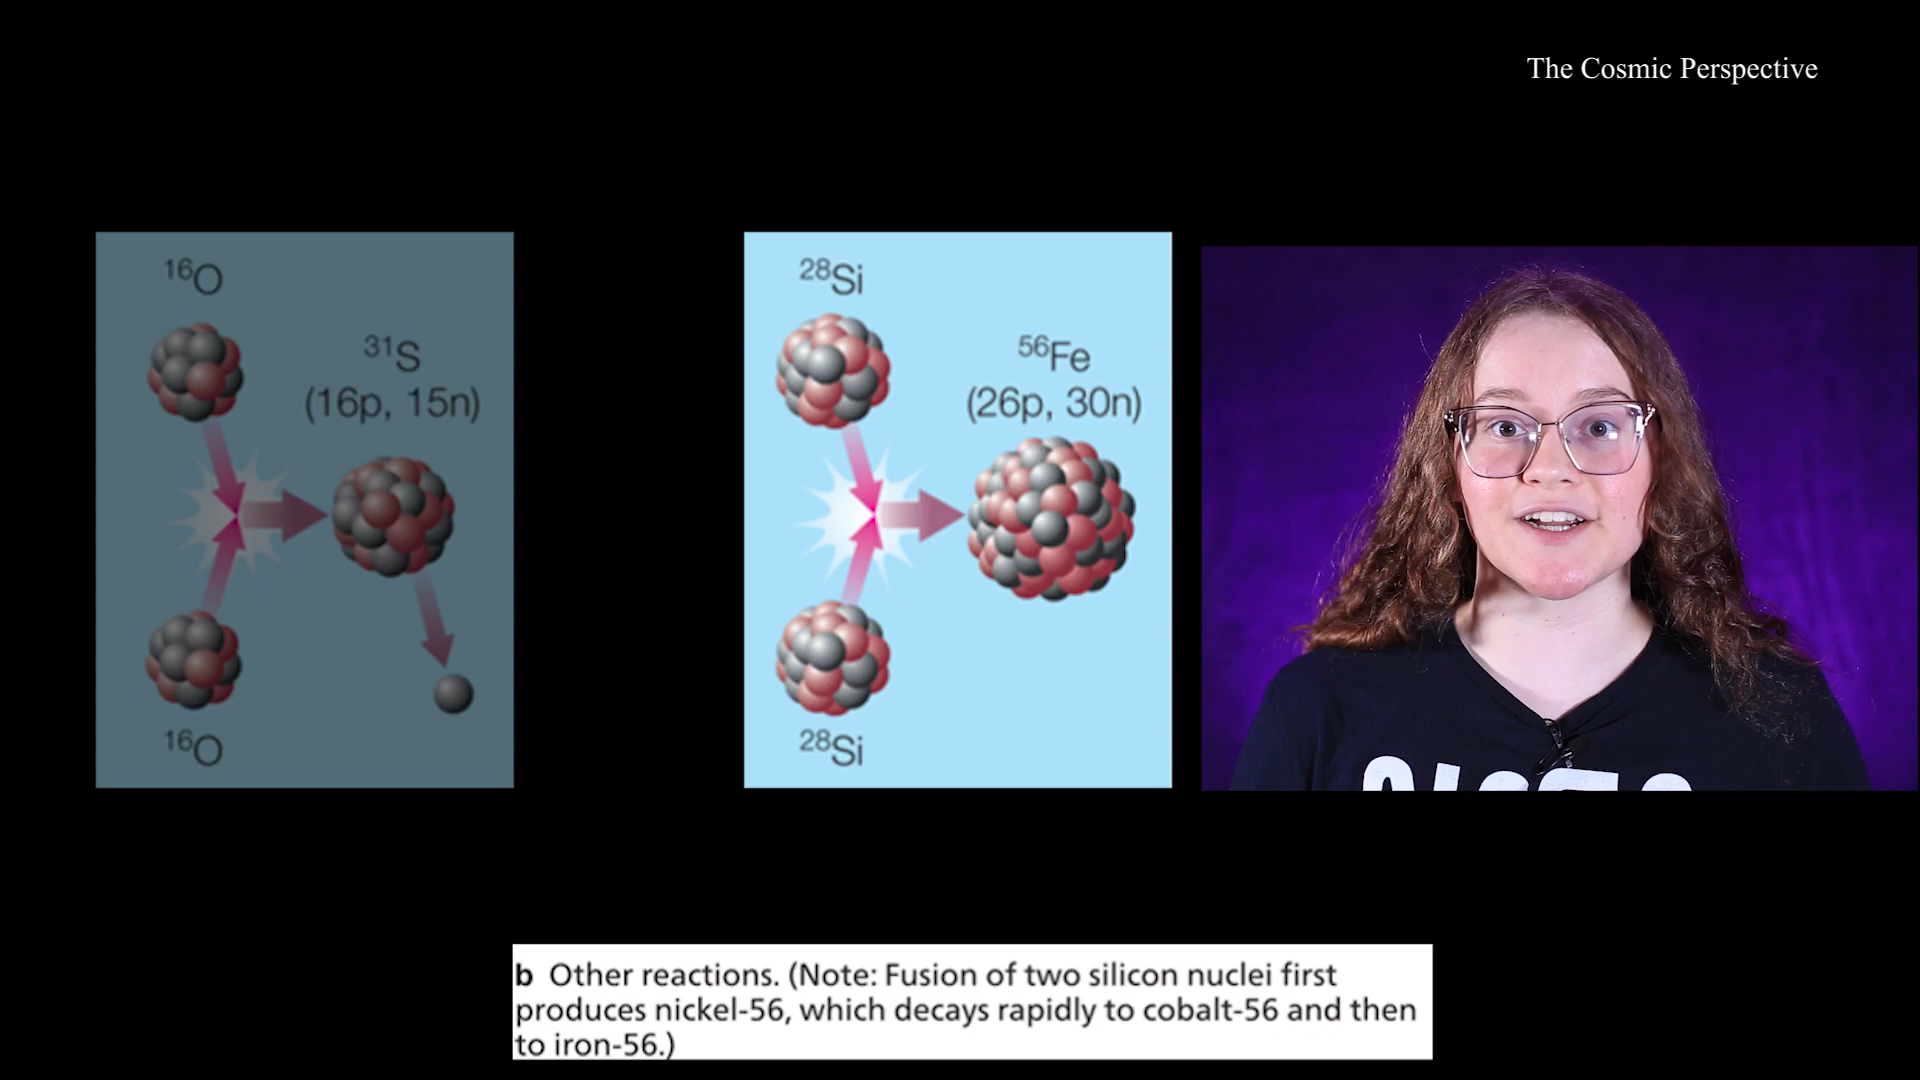 The Cosmic Perspective
¹⁶O
³¹S
(16p, 15n)
¹⁶O
²⁸Si
⁵⁶Fe
(26p, 30n)
²⁸Si
b Other reactions. (Note: Fusion of two silicon nuclei first
produces nickel-56, which decays rapidly to cobalt-56 and then
to iron-56.)